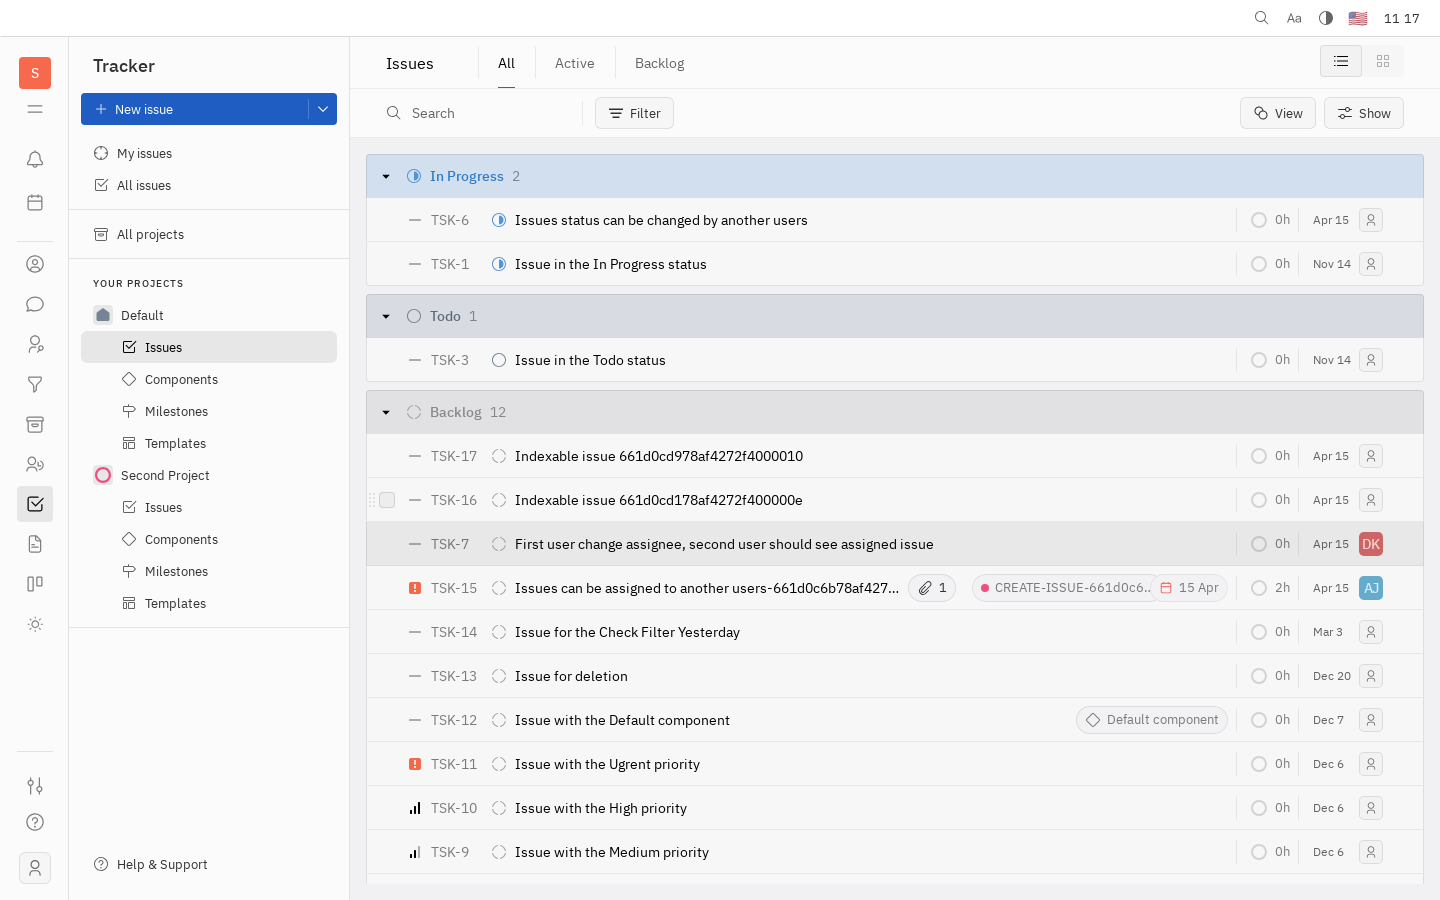 Aa
11 17
S
Tracker
New issue
My issues
All issues
All projects
YOUR PROJECTS
Default
Issues
Components
Milestones
Templates
Second Project
Issues
Components
Milestones
Templates
Help & Support
Issues
All
Active
Backlog
Search
Filter
View
Show
In Progress 2
TSK-6 Issues status can be changed by another users 0h Apr 15
TSK-1 Issue in the In Progress status 0h Nov 14
Todo 1
TSK-3 Issue in the Todo status 0h Nov 14
Backlog 12
TSK-17 Indexable issue 661d0cd978af4272f4000010 0h Apr 15
TSK-16 Indexable issue 661d0cd178af4272f400000e 0h Apr 15
TSK-7 First user change assignee, second user should see assigned issue 0h Apr 15 DK
TSK-15 Issues can be assigned to another users-661d0c6b78af427... 1 CREATE-ISSUE-661d0c6... 15 Apr 2h Apr 15 AJ
TSK-14 Issue for the Check Filter Yesterday 0h Mar 3
TSK-13 Issue for deletion 0h Dec 20
TSK-12 Issue with the Default component Default component 0h Dec 7
TSK-11 Issue with the Ugrent priority 0h Dec 6
TSK-10 Issue with the High priority 0h Dec 6
TSK-9 Issue with the Medium priority 0h Dec 6